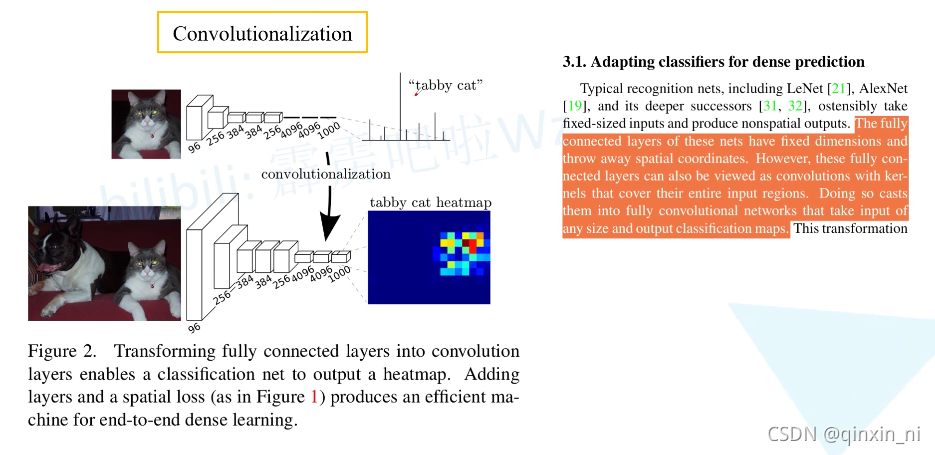 Convolutionalization
"tabby cat"
96
256
384
384
256
4096
4096
1000
convolutionalization
tabby cat heatmap
96
256
384
384
256
4096
4096
1000
bilibili: 霹雳吧啦Wz
Figure 2. Transforming fully connected layers into convolution
layers enables a classification net to output a heatmap. Adding
layers and a spatial loss (as in Figure 1) produces an efficient ma-
chine for end-to-end dense learning.
3.1. Adapting classifiers for dense prediction
Typical recognition nets, including LeNet [21], AlexNet
[19], and its deeper successors [31, 32], ostensibly take
fixed-sized inputs and produce nonspatial outputs. The fully
connected layers of these nets have fixed dimensions and
throw away spatial coordinates. However, these fully con-
nected layers can also be viewed as convolutions with ker-
nels that cover their entire input regions. Doing so casts
them into fully convolutional networks that take input of
any size and output classification maps. This transformation
CSDN @qinxin_ni